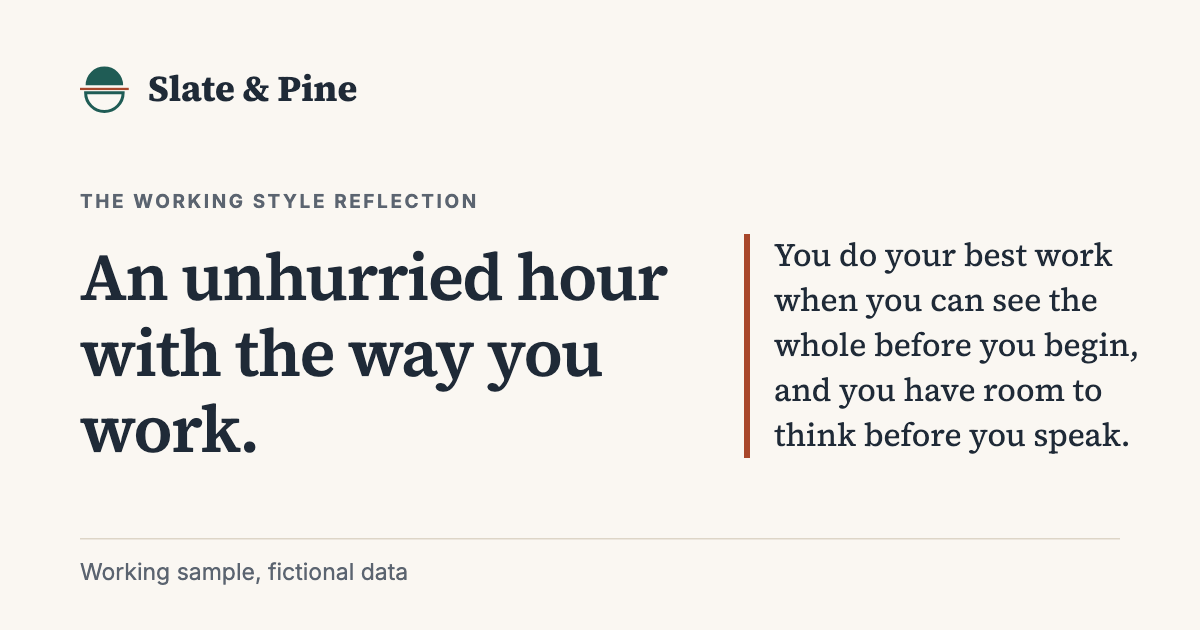 Slate & Pine
THE WORKING STYLE REFLECTION
An unhurried hour
with the way you
work.
You do your best work
when you can see the
whole before you begin,
and you have room to
think before you speak.
Working sample, fictional data